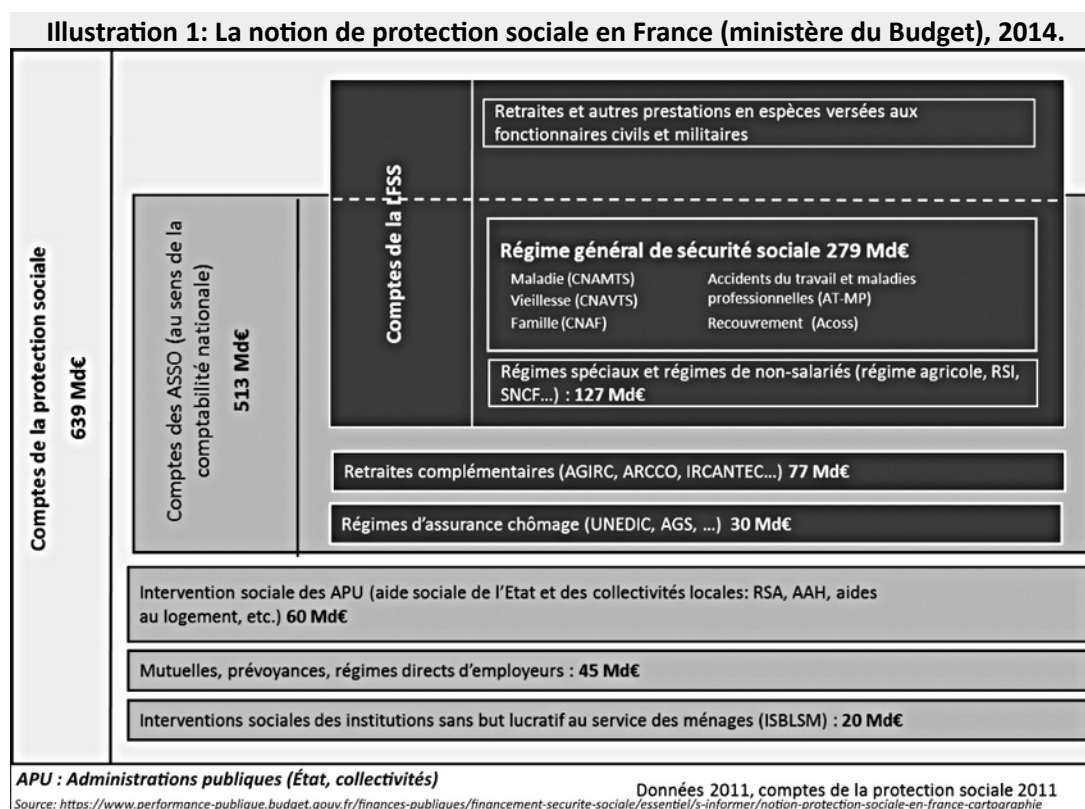 Illustration 1: La notion de protection sociale en France (ministère du Budget), 2014.
Comptes de la protection sociale
639 Md€
Comptes des ASSO (au sens de la
comptabilité nationale)
513 Md€
Comptes de la LFSS
Retraites et autres prestations en espèces versées aux
fonctionnaires civils et militaires
Régime général de sécurité sociale 279 Md€
Maladie (CNAMTS)
Vieillesse (CNAVTS)
Famille (CNAF)
Accidents du travail et maladies
professionnelles (AT-MP)
Recouvrement (Acoss)
Régimes spéciaux et régimes de non-salariés (régime agricole, RSI,
SNCF…) : 127 Md€
Retraites complémentaires (AGIRC, ARCCO, IRCANTEC…) 77 Md€
Régimes d’assurance chômage (UNEDIC, AGS, …) 30 Md€
Intervention sociale des APU (aide sociale de l’Etat et des collectivités locales: RSA, AAH, aides
au logement, etc.) 60 Md€
Mutuelles, prévoyances, régimes directs d’employeurs : 45 Md€
Interventions sociales des institutions sans but lucratif au service des ménages (ISBLSM) : 20 Md€
APU : Administrations publiques (État, collectivités)
Données 2011, comptes de la protection sociale 2011
Source: https://www.performance-publique.budget.gouv.fr/finances-publiques/financement-securite-sociale/essentiel/s-informer/notion-protection-sociale-en-france-cartographie